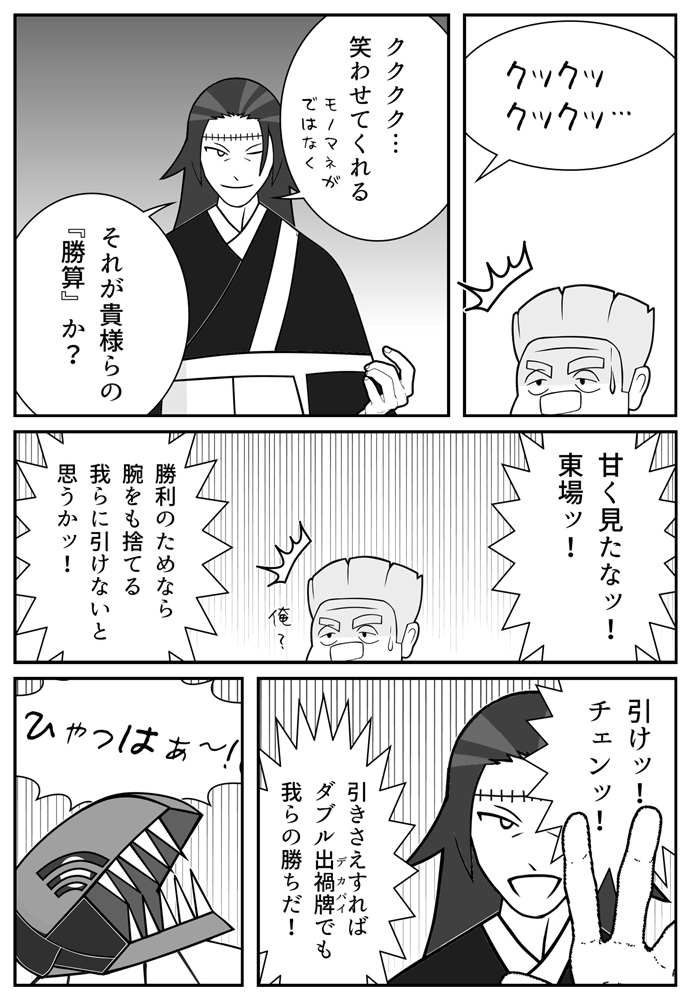 クックッ
クックッ…
ククク…
笑わせてくれる
モノマネが
ではなく
それが貴様らの
『勝算』か?
甘く見たなッ!
東場ッ!
俺?
勝利のためなら
腕をも捨てる
我らに引けないと
思うかッ!
引けッ!
チェンッ!
引きさえすれば
ダブル出禍牌でも
デカパイ
我らの勝ちだ!
ひゃっはぁ〜!!